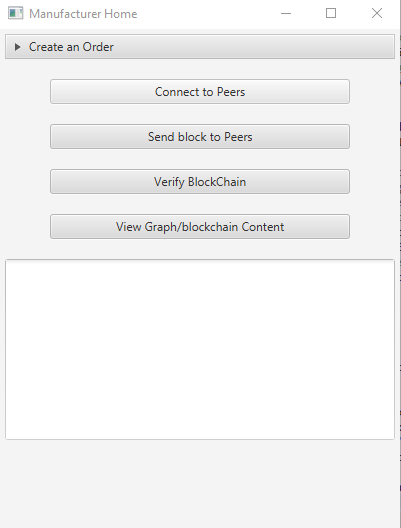 Manufacturer Home
Create an Order
Connect to Peers
Send block to Peers
Verify BlockChain
View Graph/blockchain Content